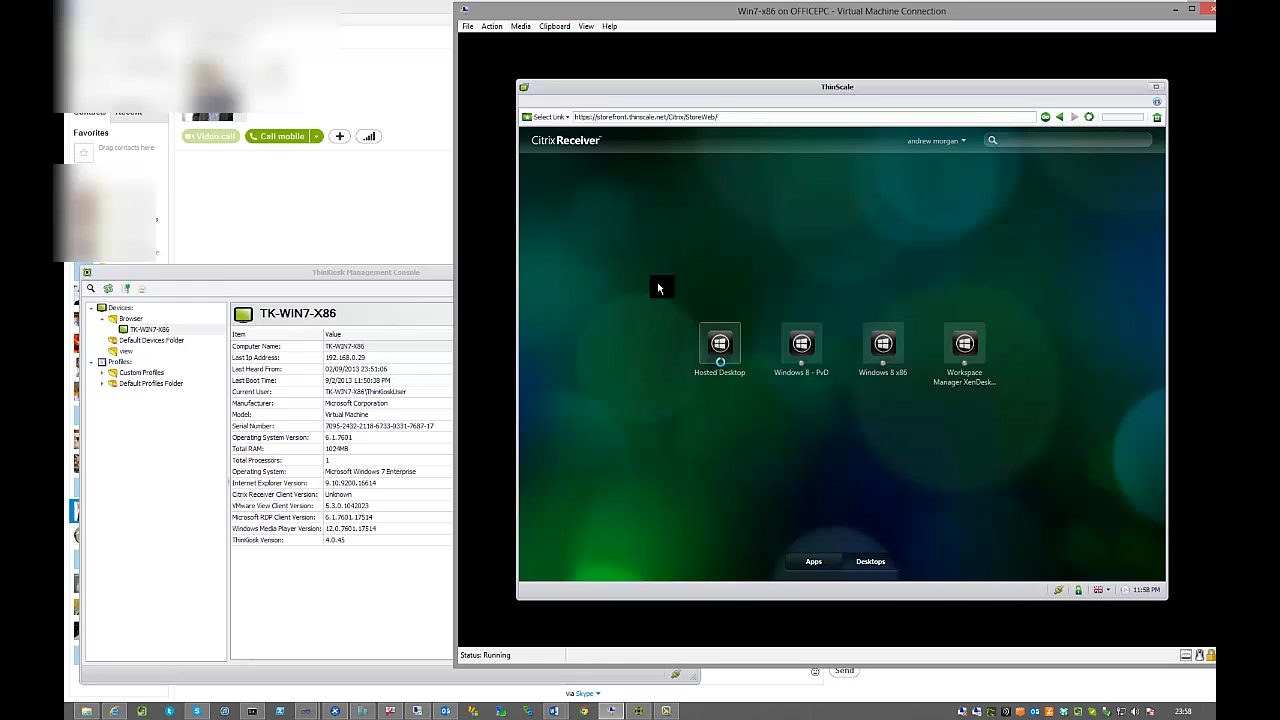 Win7-x86 on OFFICEPC - Virtual Machine Connection
File Action Media Clipboard View Help
Contacts Recent
Favorites
Drag contacts here
Video call
Call mobile
ThinScale
Select Link
https://storefront.thinscale.net/Citrix/StoreWeb/
Citrix Receiver
andrew morgan
Hosted Desktop
Windows 8 - PvD
Windows 8 x86
Workspace
Manager XenDesk...
Apps
Desktops
11:58 PM
Status: Running
ThinKiosk Management Console
Devices:
Browser
TK-WIN7-X86
Default Devices Folder
view
Profiles:
Custom Profiles
Default Profiles Folder
TK-WIN7-X86
Item Value
Computer Name: TK-WIN7-X86
Last Ip Address: 192.168.0.29
Last Heard From: 02/09/2013 23:51:06
Last Boot Time: 9/2/2013 11:50:38 PM
Current User: TK-WIN7-X86\ThinKioskUser
Manufacturer: Microsoft Corporation
Model: Virtual Machine
Serial Number: 7095-2432-2118-6733-0331-7687-17
Operating System Version: 6.1.7601
Total RAM: 1024MB
Total Processors: 1
Operating System: Microsoft Windows 7 Enterprise
Internet Explorer Version: 9.10.9200.16614
Citrix Receiver Client Version: Unknown
VMware View Client Version: 5.3.0.1042023
Microsoft RDP Client Version: 6.1.7601.17514
Windows Media Player Version: 12.0.7601.17514
ThinKiosk Version: 4.0.45
Send
via Skype
23:58